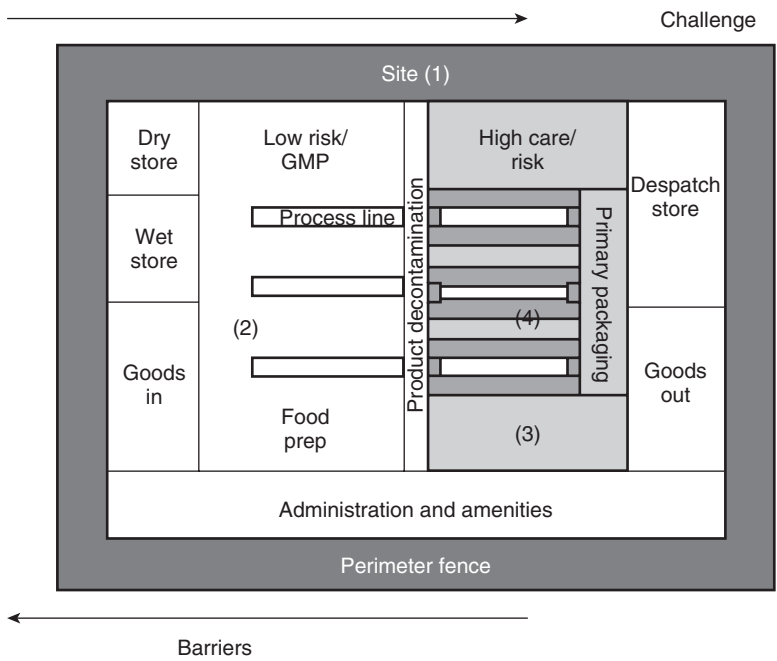 Challenge
Site (1)
Dry
store
Low risk/
GMP
High care/
risk
Despatch
store
Process line
Product decontamination
Primary packaging
Wet
store
(2)
(4)
Goods
in
Goods
out
Food
prep
(3)
Administration and amenities
Perimeter fence
Barriers